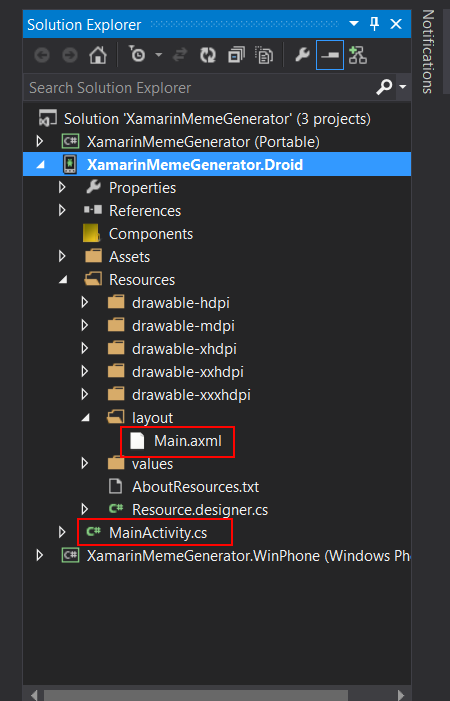 Solution Explorer
Search Solution Explorer
Solution 'XamarinMemeGenerator' (3 projects)
C# XamarinMemeGenerator (Portable)
XamarinMemeGenerator.Droid
Properties
References
Components
Assets
Resources
drawable-hdpi
drawable-mdpi
drawable-xhdpi
drawable-xxhdpi
drawable-xxxhdpi
layout
Main.axml
values
AboutResources.txt
C# Resource.designer.cs
C# MainActivity.cs
C# XamarinMemeGenerator.WinPhone (Windows Pho
Notifications